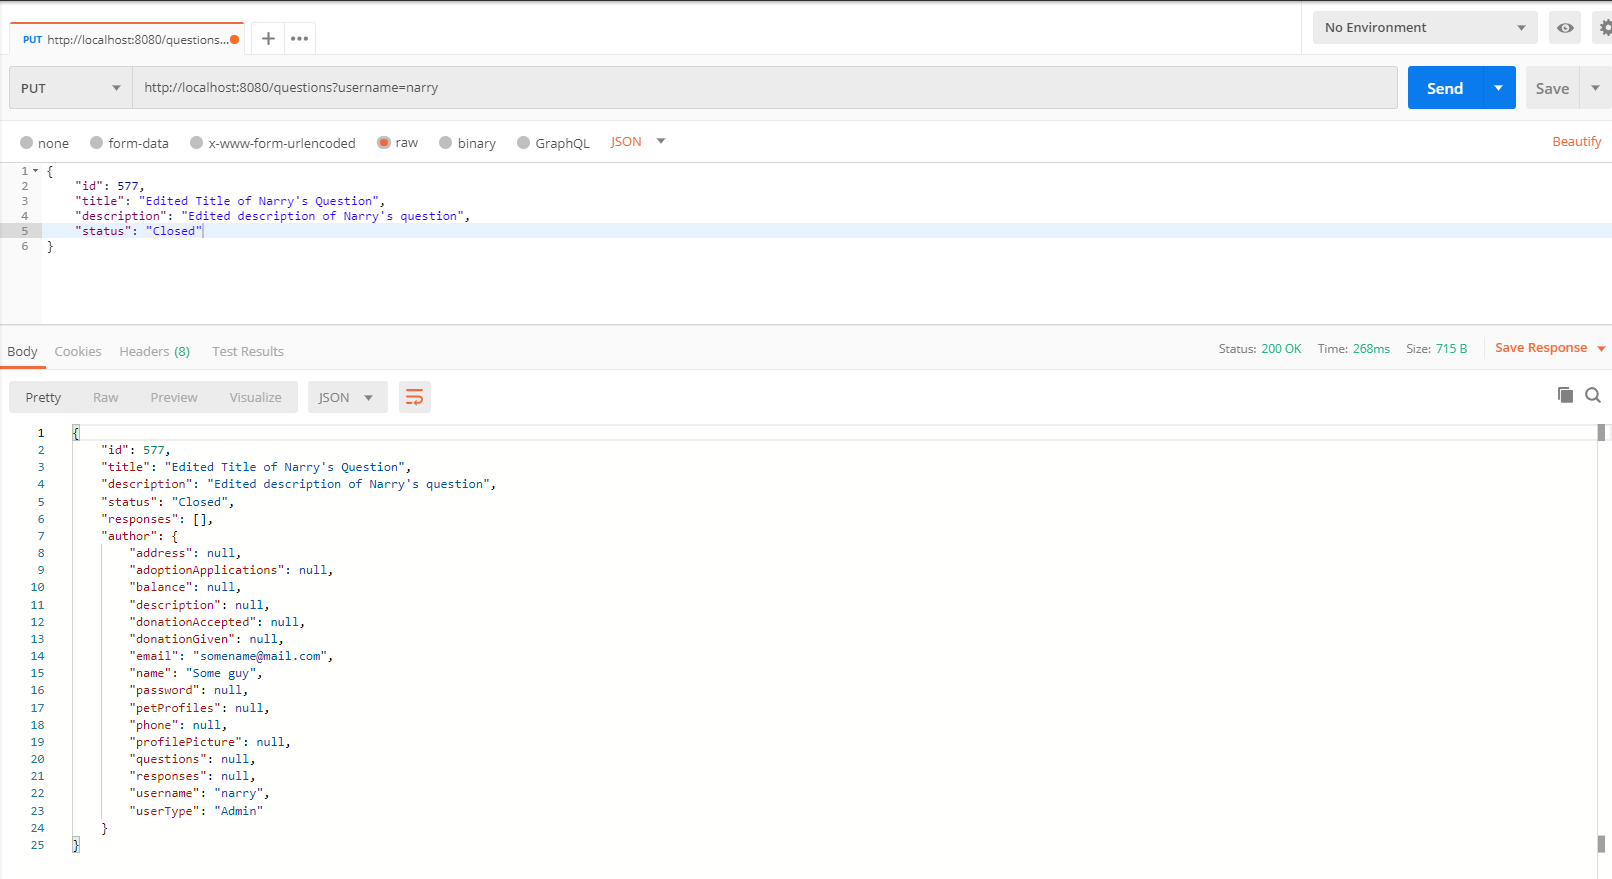 PUT http://localhost:8080/questions... + •••
No Environment
PUT http://localhost:8080/questions?username=narry Send Save
none form-data x-www-form-urlencoded raw binary GraphQL JSON Beautify
1 {
2 "id": 577,
3 "title": "Edited Title of Narry's Question",
4 "description": "Edited description of Narry's question",
5 "status": "Closed"
6 }
Body Cookies Headers (8) Test Results Status: 200 OK Time: 268ms Size: 715 B Save Response
Pretty Raw Preview Visualize JSON
1 {
2 "id": 577,
3 "title": "Edited Title of Narry's Question",
4 "description": "Edited description of Narry's question",
5 "status": "Closed",
6 "responses": [],
7 "author": {
8 "address": null,
9 "adoptionApplications": null,
10 "balance": null,
11 "description": null,
12 "donationAccepted": null,
13 "donationGiven": null,
14 "email": "somename@mail.com",
15 "name": "Some guy",
16 "password": null,
17 "petProfiles": null,
18 "phone": null,
19 "profilePicture": null,
20 "questions": null,
21 "responses": null,
22 "username": "narry",
23 "userType": "Admin"
24 }
25 }